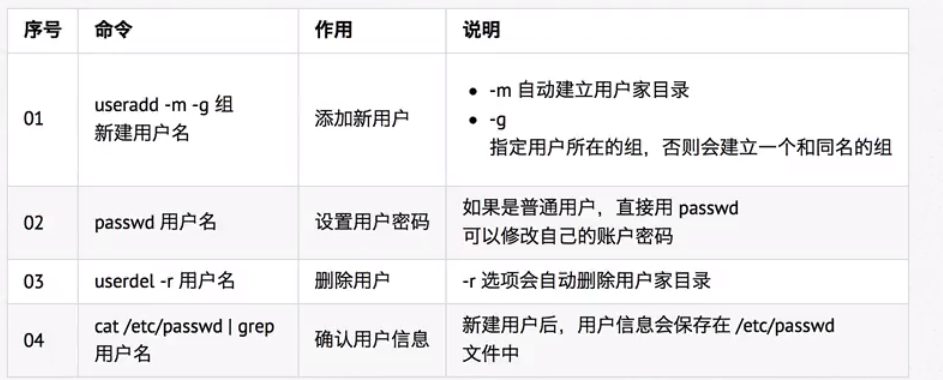 序号 命令 作用 说明
01 useradd -m -g 组 新建用户名 添加新用户
• -m 自动建立用户家目录
• -g
指定用户所在的组，否则会建立一个和同名的组
02 passwd 用户名 设置用户密码 如果是普通用户，直接用 passwd
可以修改自己的账户密码
03 userdel -r 用户名 删除用户 -r 选项会自动删除用户家目录
04 cat /etc/passwd | grep
用户名 确认用户信息 新建用户后，用户信息会保存在 /etc/passwd
文件中